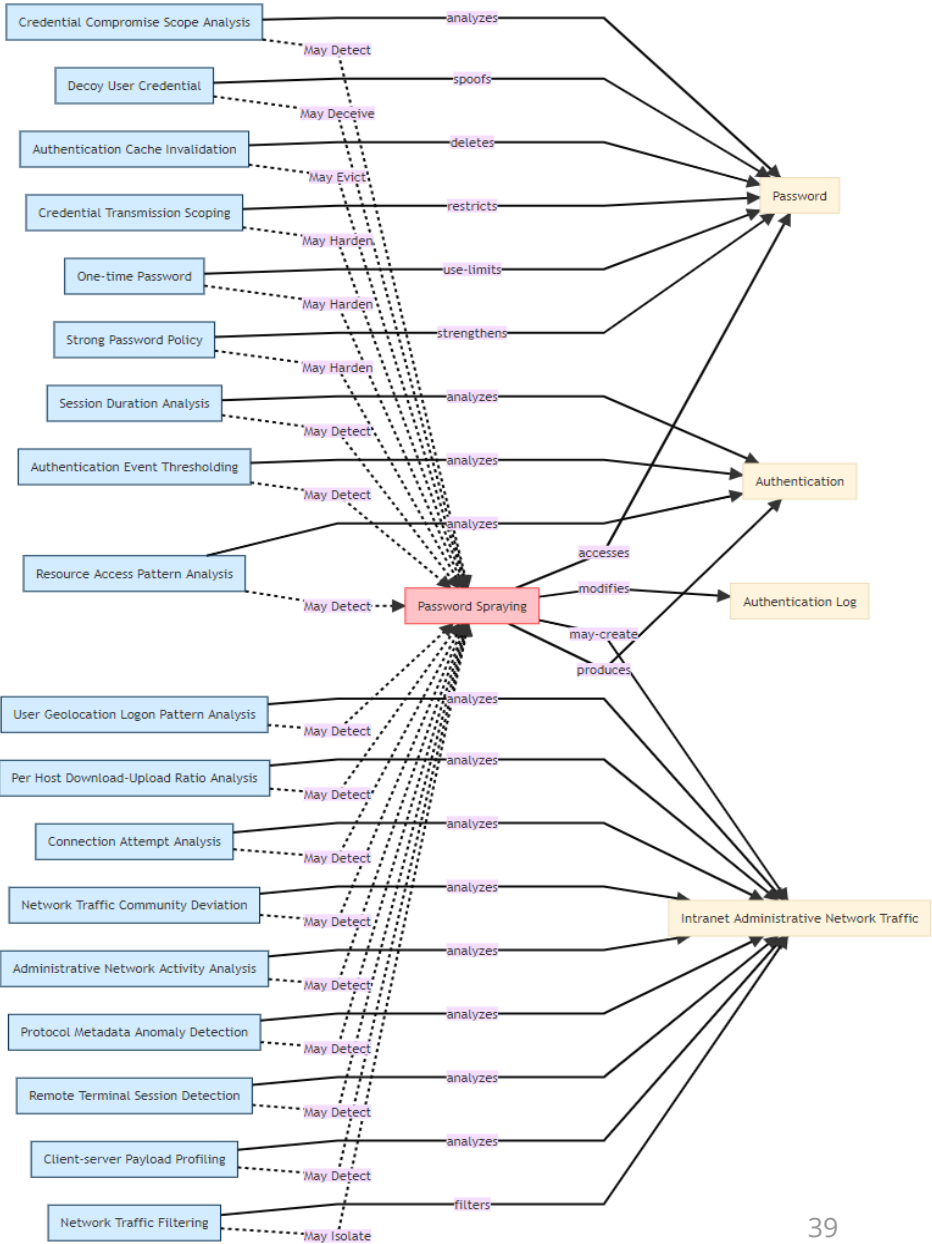 Credential Compromise Scope Analysis
analyzes
May Detect
Decoy User Credential
spoofs
May Deceive
Authentication Cache Invalidation
deletes
May Evict
Password
Credential Transmission Scoping
restricts
May Harden
One-time Password
use-limits
May Harden
Strong Password Policy
strengthens
May Harden
Session Duration Analysis
analyzes
May Detect
Authentication Event Thresholding
analyzes
Authentication
May Detect
analyzes
Resource Access Pattern Analysis
accesses
May Detect
Password Spraying
modifies
Authentication Log
may-create
produces
User Geolocation Logon Pattern Analysis
analyzes
May Detect
Per Host Download-Upload Ratio Analysis
analyzes
May Detect
Connection Attempt Analysis
analyzes
May Detect
Network Traffic Community Deviation
analyzes
Intranet Administrative Network Traffic
May Detect
Administrative Network Activity Analysis
analyzes
May Detect
Protocol Metadata Anomaly Detection
analyzes
May Detect
Remote Terminal Session Detection
analyzes
May Detect
Client-server Payload Profiling
analyzes
May Detect
Network Traffic Filtering
filters
May Isolate
39